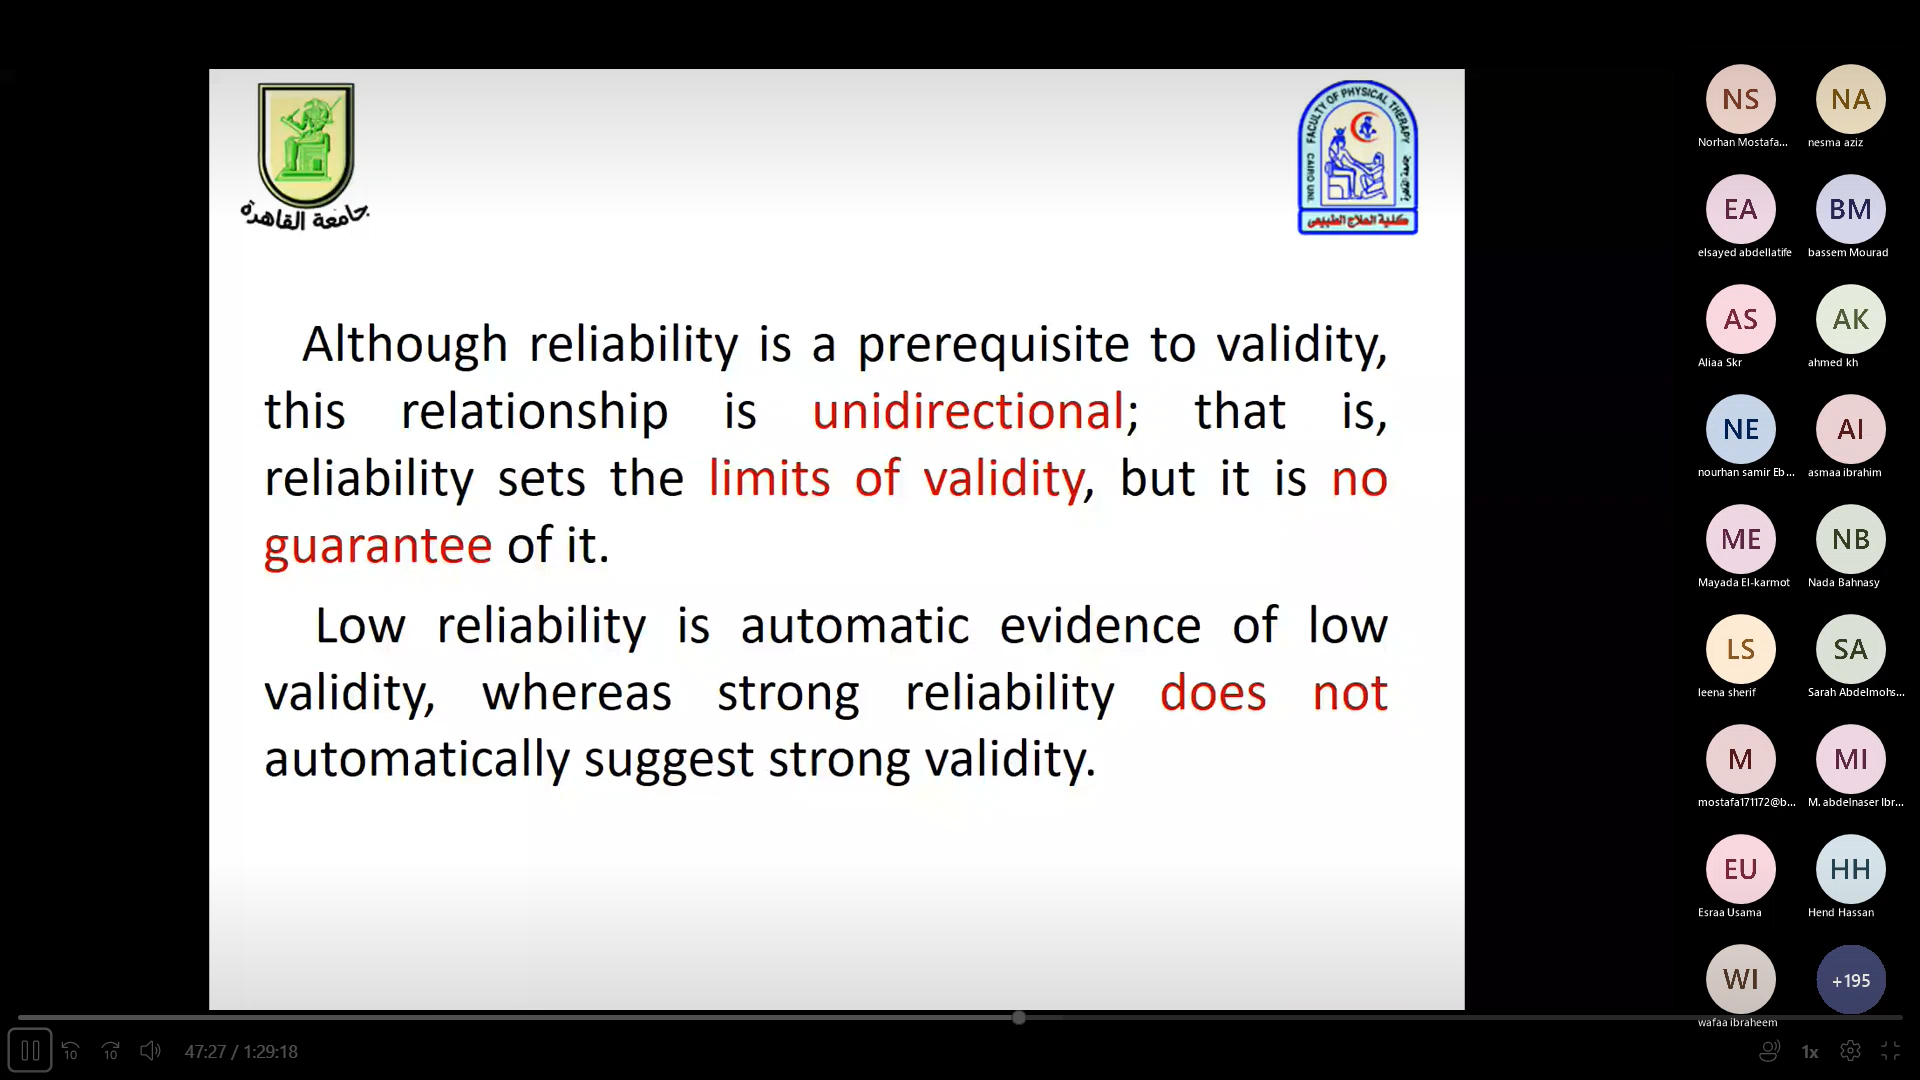 جامعة القاهرة
FACULTY OF PHYSICAL THERAPY
CAIRO UNI.
جامعة القاهرة
كلية العلاج الطبيعى
Although reliability is a prerequisite to validity,
this relationship is unidirectional; that is,
reliability sets the limits of validity, but it is no
guarantee of it.
Low reliability is automatic evidence of low
validity, whereas strong reliability does not
automatically suggest strong validity.
NS
Norhan Mostafa...
NA
nesma aziz
EA
elsayed abdellatife
BM
bassem Mourad
AS
Aliaa Skr
AK
ahmed kh
NE
nourhan samir Eb...
AI
asmaa ibrahim
ME
Mayada El-karmot
NB
Nada Bahnasy
LS
leena sherif
SA
Sarah Abdelmohs...
M
mostafa171172@b...
MI
M. abdelnaser Ibr...
EU
Esraa Usama
HH
Hend Hassan
WI
wafaa ibraheem
+195
10
10
47:27 / 1:29:18
1x